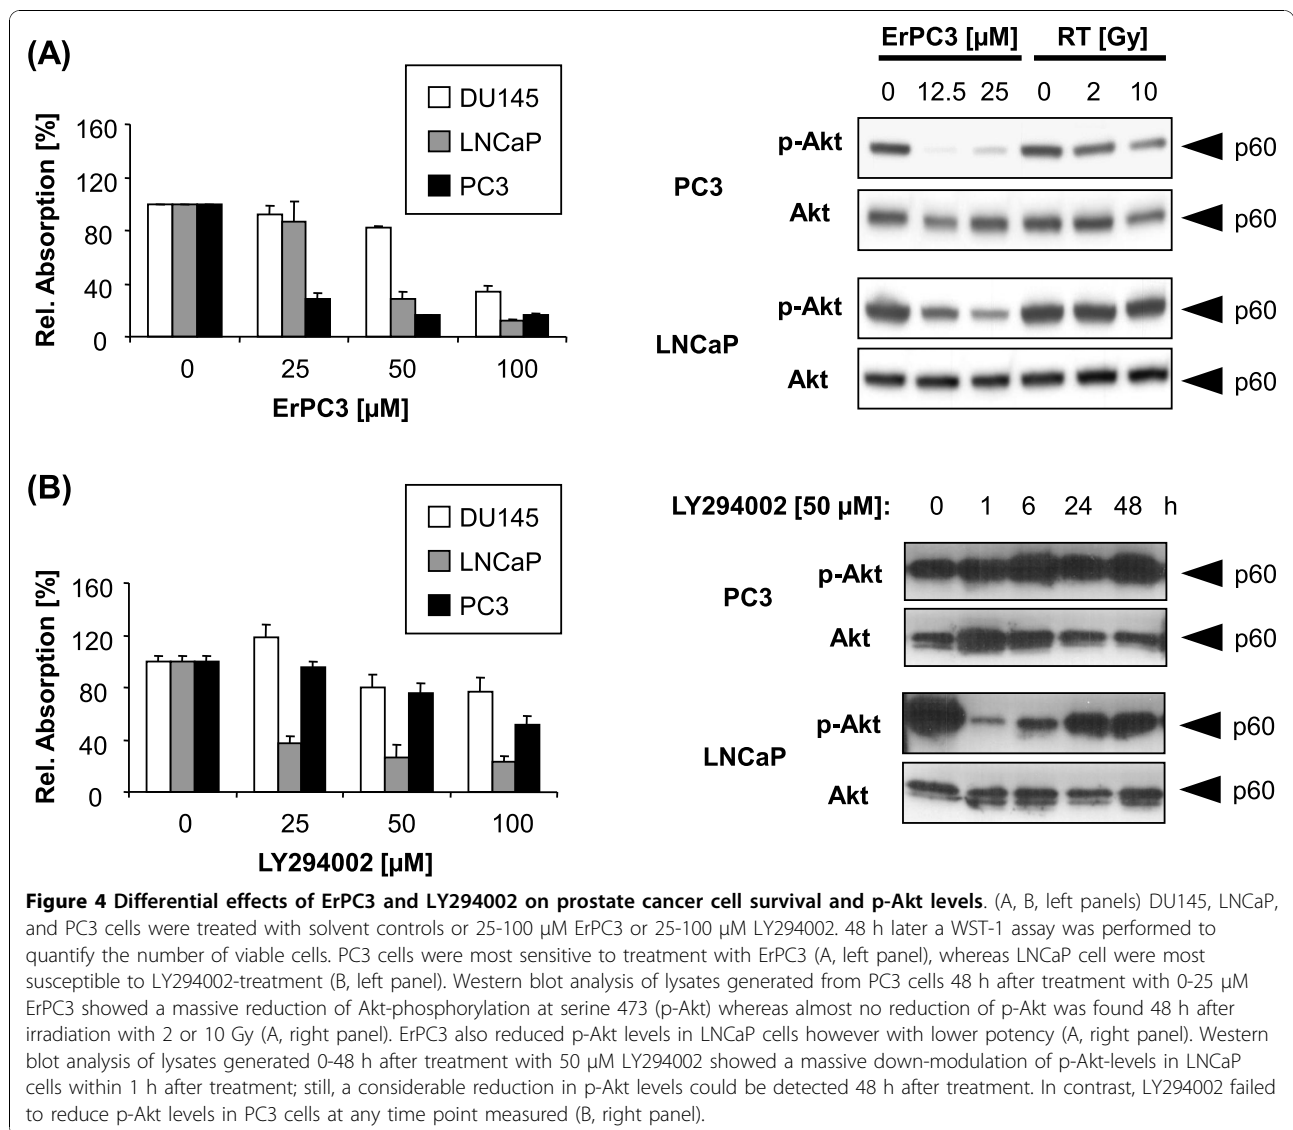 (A)
DU145
LNCaP
PC3
Rel. Absorption [%]
160
120
80
40
0
0 25 50 100
ErPC3 [µM]
ErPC3 [µM] RT [Gy]
0 12.5 25 0 2 10
PC3
p-Akt p60
Akt p60
LNCaP
p-Akt p60
Akt p60
(B)
DU145
LNCaP
PC3
Rel. Absorption [%]
160
120
80
40
0
0 25 50 100
LY294002 [µM]
LY294002 [50 µM]: 0 1 6 24 48 h
PC3
p-Akt p60
Akt p60
LNCaP
p-Akt p60
Akt p60
Figure 4 Differential effects of ErPC3 and LY294002 on prostate cancer cell survival and p-Akt levels. (A, B, left panels) DU145, LNCaP,
and PC3 cells were treated with solvent controls or 25-100 µM ErPC3 or 25-100 µM LY294002. 48 h later a WST-1 assay was performed to
quantify the number of viable cells. PC3 cells were most sensitive to treatment with ErPC3 (A, left panel), whereas LNCaP cell were most
susceptible to LY294002-treatment (B, left panel). Western blot analysis of lysates generated from PC3 cells 48 h after treatment with 0-25 µM
ErPC3 showed a massive reduction of Akt-phosphorylation at serine 473 (p-Akt) whereas almost no reduction of p-Akt was found 48 h after
irradiation with 2 or 10 Gy (A, right panel). ErPC3 also reduced p-Akt levels in LNCaP cells however with lower potency (A, right panel). Western
blot analysis of lysates generated 0-48 h after treatment with 50 µM LY294002 showed a massive down-modulation of p-Akt-levels in LNCaP
cells within 1 h after treatment; still, a considerable reduction in p-Akt levels could be detected 48 h after treatment. In contrast, LY294002 failed
to reduce p-Akt levels in PC3 cells at any time point measured (B, right panel).